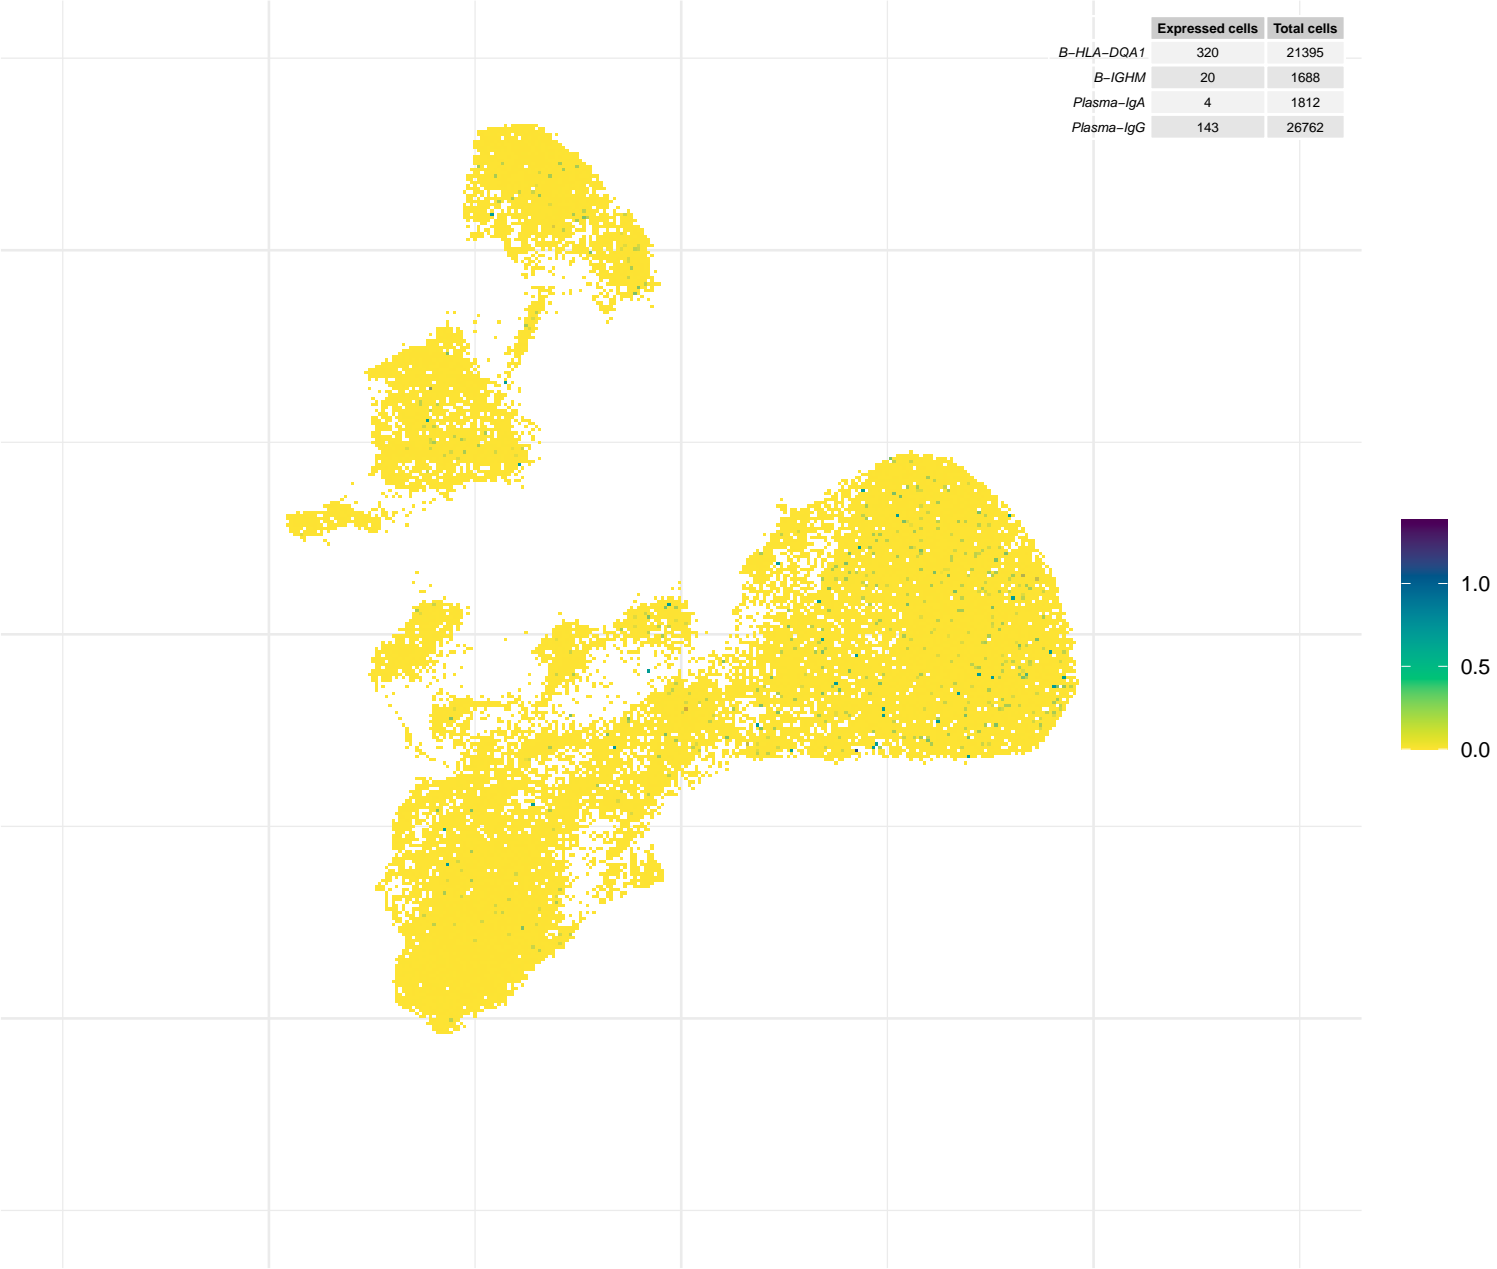 Expressed cells Total cells
B−HLA−DQA1 320 21395
B−IGHM 20 1688
Plasma−IgA 4 1812
Plasma−IgG 143 26762
1.0
0.5
0.0